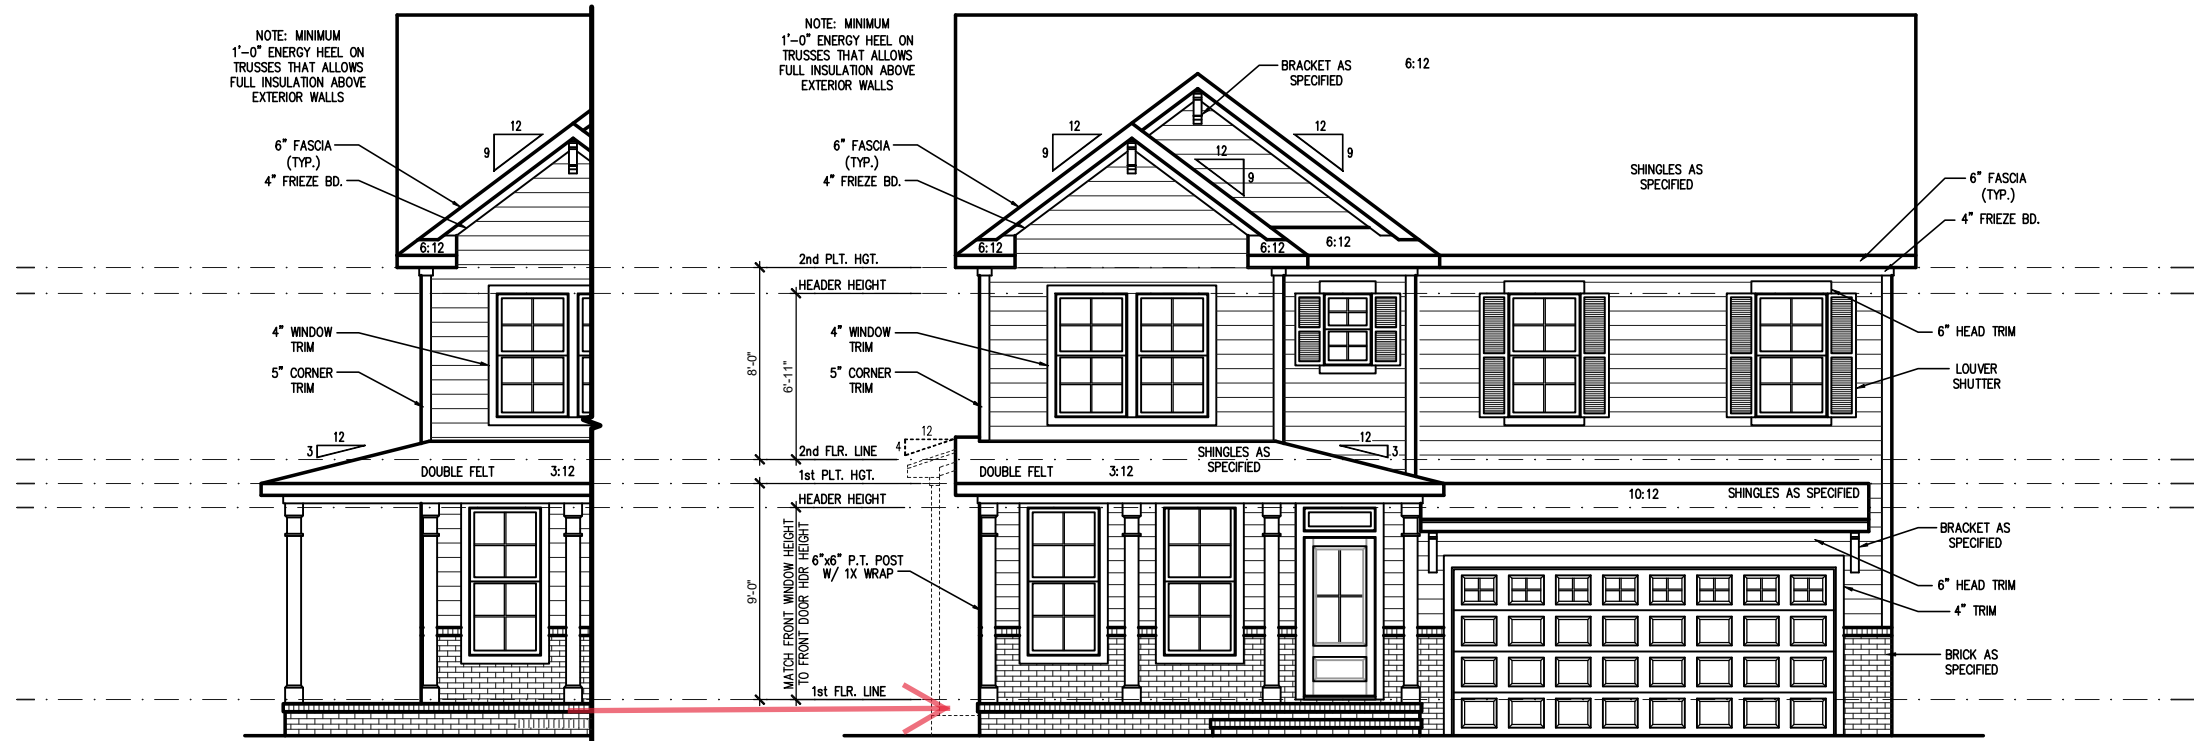 NOTE: MINIMUM
1'-0" ENERGY HEEL ON
TRUSSES THAT ALLOWS
FULL INSULATION ABOVE
EXTERIOR WALLS
12
9
6" FASCIA
(TYP.)
4" FRIEZE BD.
6:12
4" WINDOW
TRIM
5" CORNER
TRIM
12
3
DOUBLE FELT
3:12
NOTE: MINIMUM
1'-0" ENERGY HEEL ON
TRUSSES THAT ALLOWS
FULL INSULATION ABOVE
EXTERIOR WALLS
BRACKET AS
SPECIFIED
6:12
12
9
12
9
12
9
6" FASCIA
(TYP.)
4" FRIEZE BD.
SHINGLES AS
SPECIFIED
6" FASCIA
(TYP.)
4" FRIEZE BD.
6:12
6:12
6:12
2nd PLT. HGT.
HEADER HEIGHT
8'-0"
6'-11"
4" WINDOW
TRIM
5" CORNER
TRIM
6" HEAD TRIM
LOUVER
SHUTTER
12
4
12
3
2nd FLR. LINE
SHINGLES AS
SPECIFIED
DOUBLE FELT
3:12
1st PLT. HGT.
HEADER HEIGHT
10:12
SHINGLES AS SPECIFIED
BRACKET AS
SPECIFIED
9'-0"
MATCH FRONT WINDOW HEIGHT
TO FRONT DOOR HDR HEIGHT
6"x6" P.T. POST
W/ 1X WRAP
6" HEAD TRIM
4" TRIM
BRICK AS
SPECIFIED
1st FLR. LINE